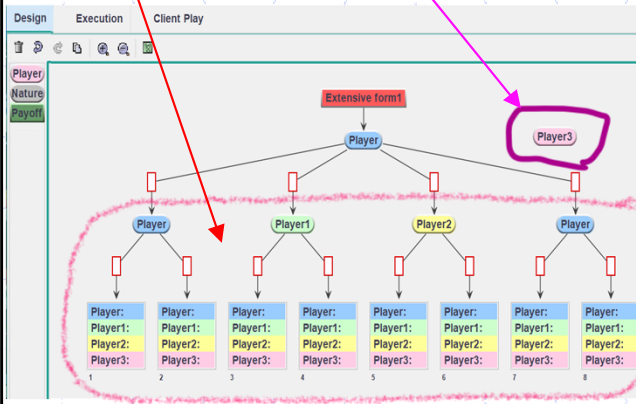 Design Execution Client Play
Player
Nature
Payoff
Extensive form1
Player
Player3
Player Player1 Player2 Player
Player: Player: Player: Player: Player: Player: Player: Player:
Player1: Player1: Player1: Player1: Player1: Player1: Player1: Player1:
Player2: Player2: Player2: Player2: Player2: Player2: Player2: Player2:
Player3: Player3: Player3: Player3: Player3: Player3: Player3: Player3:
1 2 3 4 5 6 7 8